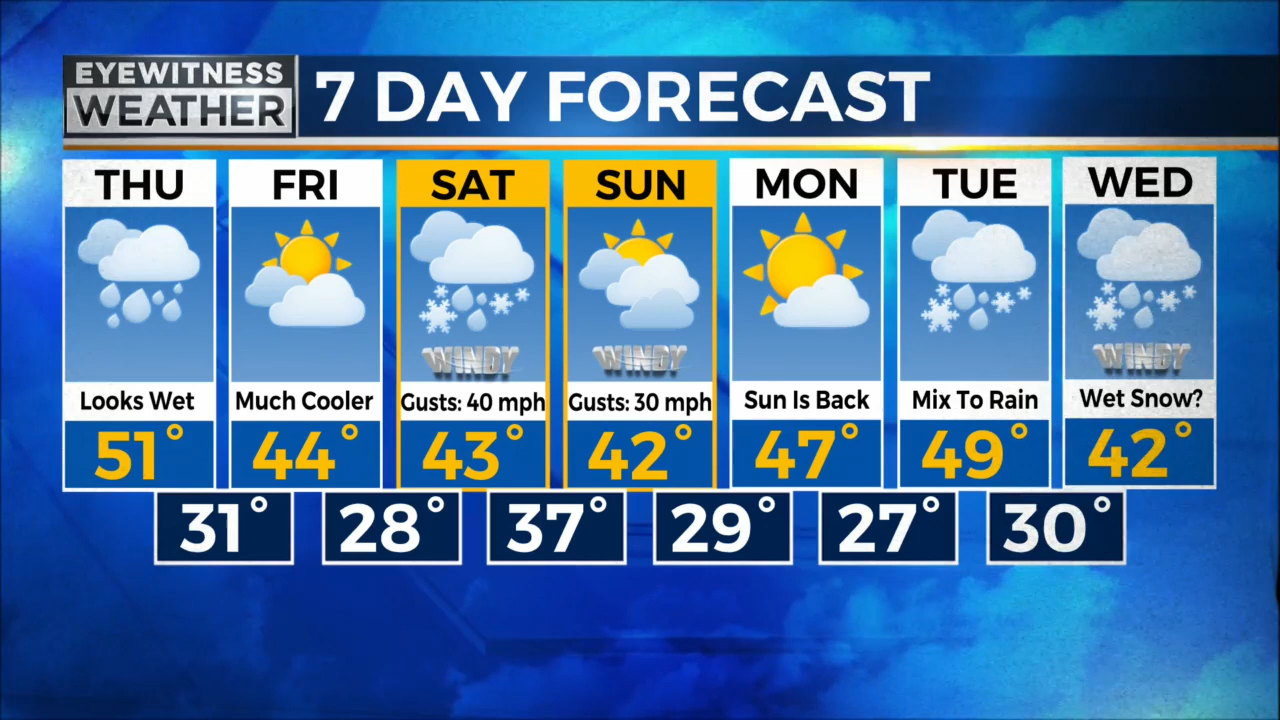 EYEWITNESS
WEATHER
7 DAY FORECAST
THU
FRI
SAT
SUN
MON
TUE
WED
WINDY
WINDY
WINDY
Looks Wet
Much Cooler
Gusts: 40 mph
Gusts: 30 mph
Sun Is Back
Mix To Rain
Wet Snow?
51°
44°
43°
42°
47°
49°
42°
31°
28°
37°
29°
27°
30°